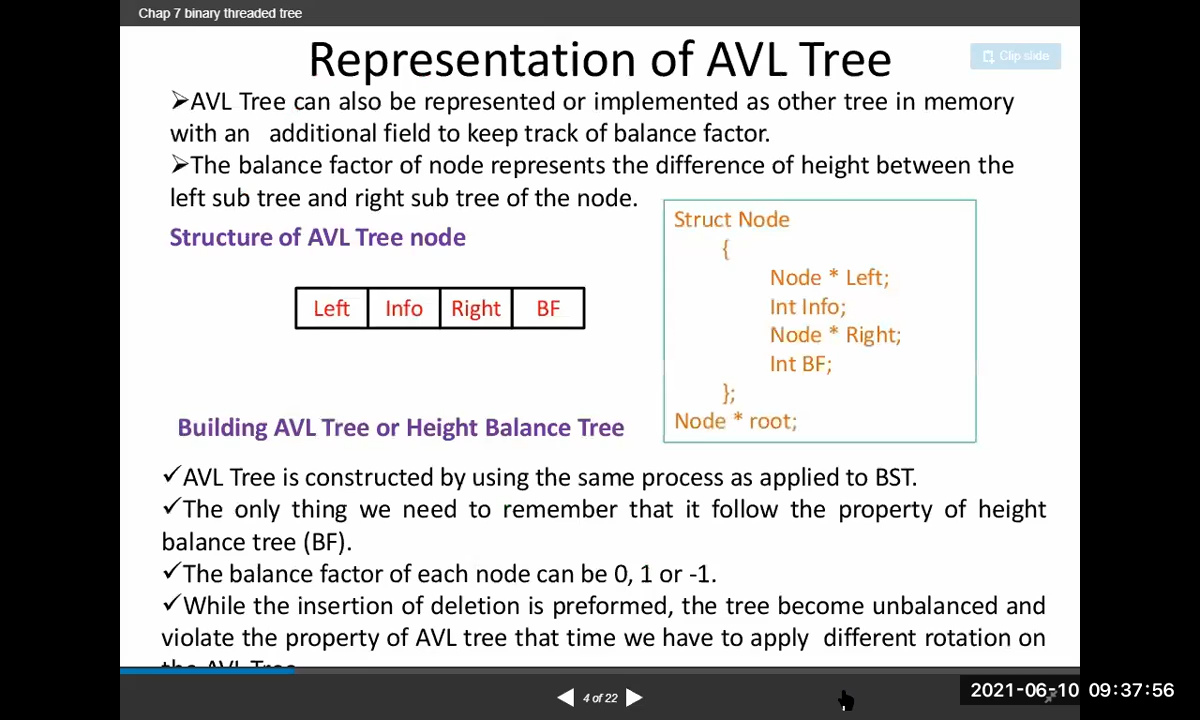 Chap 7 binary threaded tree
Representation of AVL Tree
Clip slide
➢AVL Tree can also be represented or implemented as other tree in memory
with an additional field to keep track of balance factor.
➢The balance factor of node represents the difference of height between the
left sub tree and right sub tree of the node.
Structure of AVL Tree node
Left Info Right BF
Struct Node
{
Node * Left;
Int Info;
Node * Right;
Int BF;
};
Node * root;
Building AVL Tree or Height Balance Tree
✓AVL Tree is constructed by using the same process as applied to BST.
✓The only thing we need to remember that it follow the property of height
balance tree (BF).
✓The balance factor of each node can be 0, 1 or -1.
✓While the insertion of deletion is preformed, the tree become unbalanced and
violate the property of AVL tree that time we have to apply different rotation on
the AVL Tree
4 of 22
2021-06-10 09:37:56